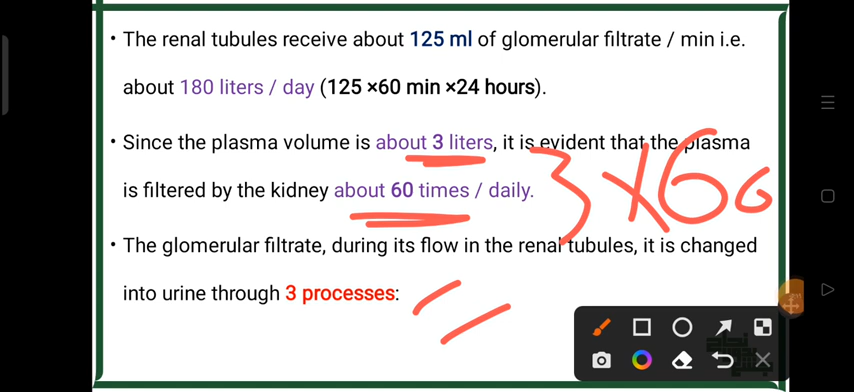 • The renal tubules receive about 125 ml of glomerular filtrate / min i.e.
about 180 liters / day (125 ×60 min ×24 hours).
• Since the plasma volume is about 3 liters, it is evident that the plasma
is filtered by the kidney about 60 times / daily.
3 × 60
• The glomerular filtrate, during its flow in the renal tubules, it is changed
into urine through 3 processes: